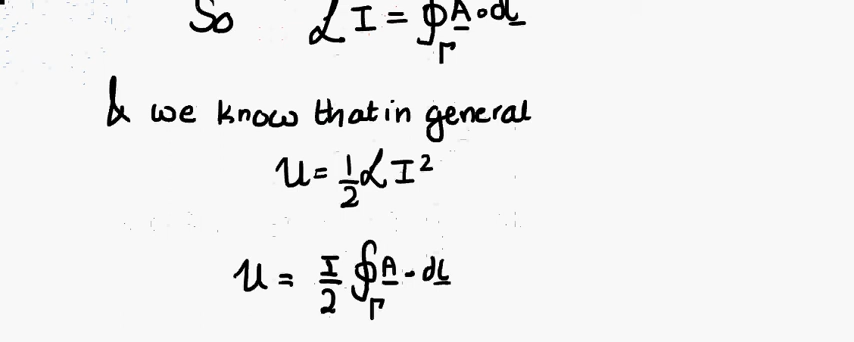 So ℒI = ∮_Γ A∘dL
& we know that in general
U = ½ℒI²
U = I/2 ∮_Γ A·dL